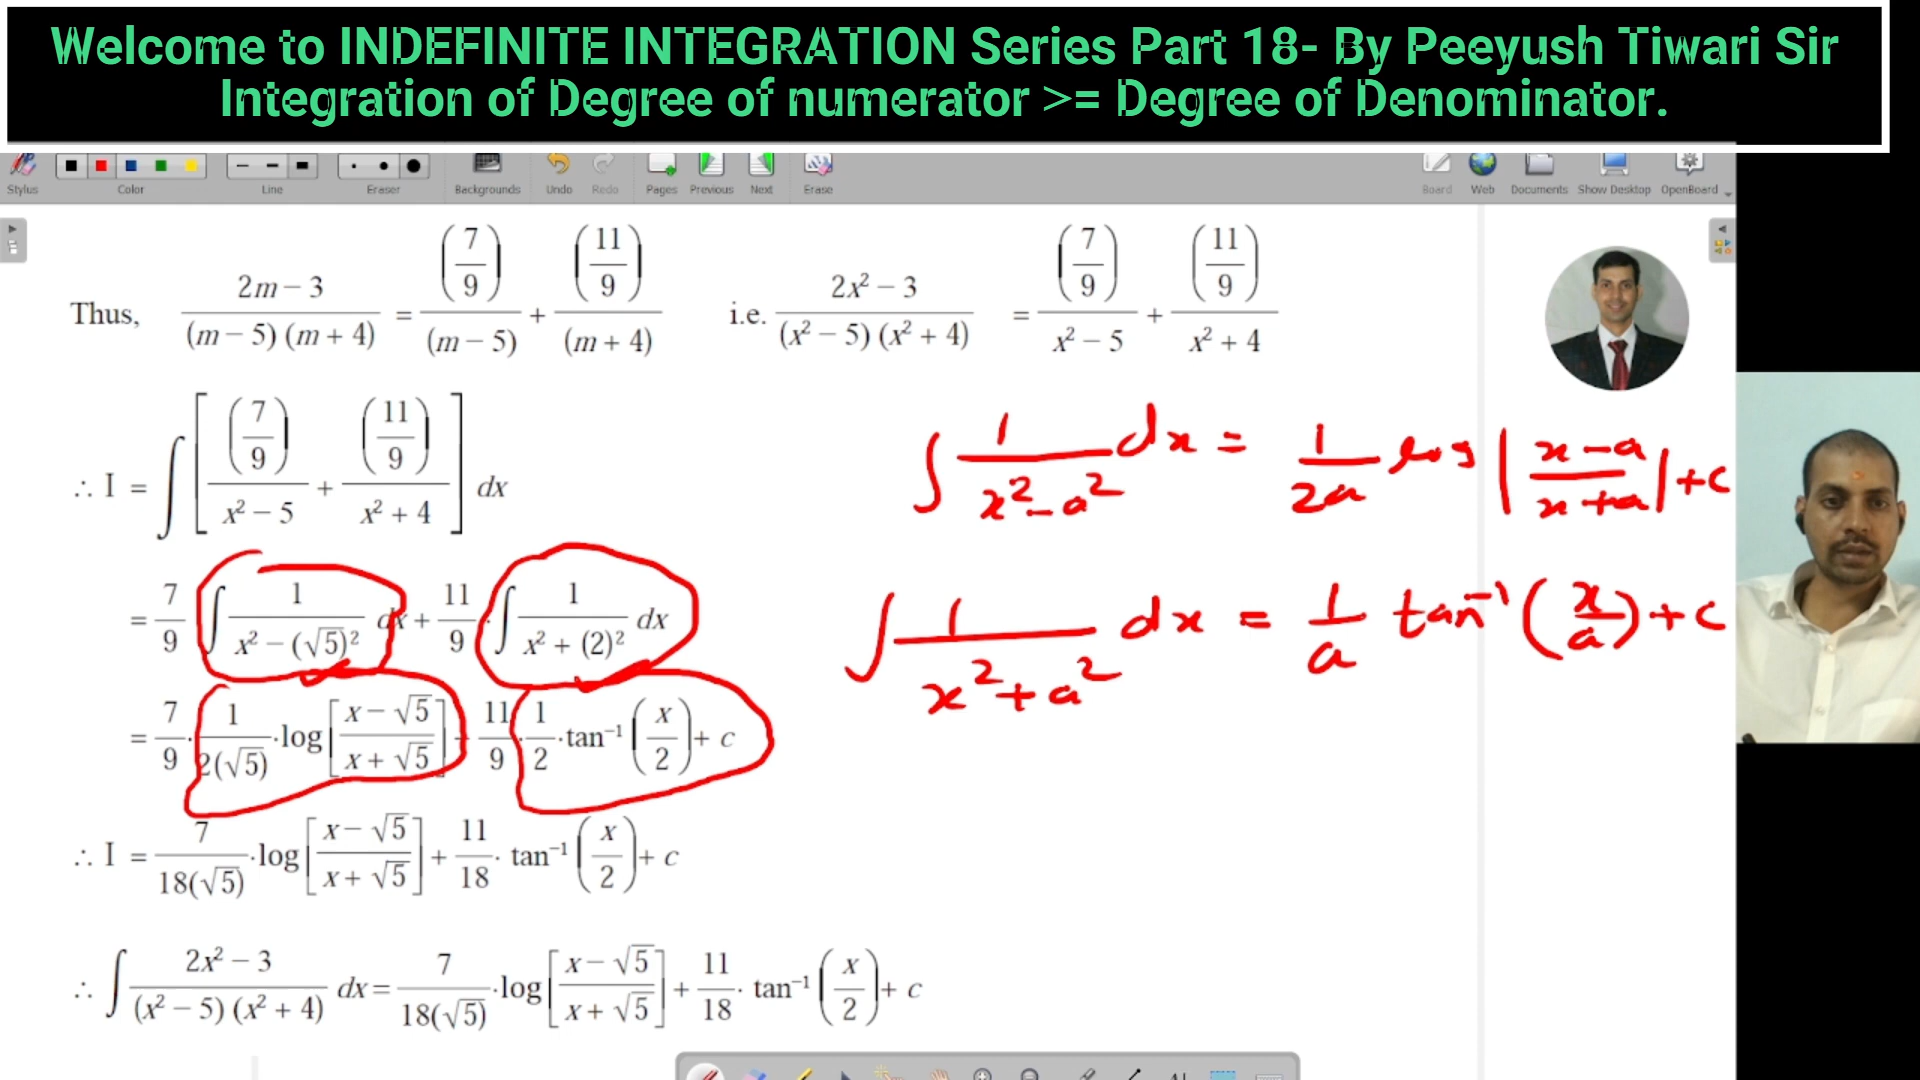 Welcome to INDEFINITE INTEGRATION Series Part 18- By Peeyush Tiwari Sir
Integration of Degree of numerator >= Degree of Denominator.
Stylus Color Line Eraser Backgrounds Undo Redo Pages Previous Next Erase Board Web Documents Show Desktop OpenBoard
Thus, (2m − 3)/((m − 5) (m + 4)) = (7/9)/(m − 5) + (11/9)/(m + 4) i.e. (2x² − 3)/((x² − 5) (x² + 4)) = (7/9)/(x² − 5) + (11/9)/(x² + 4)
∴ I = ∫ [ (7/9)/(x² − 5) + (11/9)/(x² + 4) ] dx
∫ 1/(x² − a²) dx = 1/(2a) log |(x − a)/(x + a)| + c
= 7/9 ∫ 1/(x² − (√5)²) dx + 11/9 · ∫ 1/(x² + (2)²) dx
∫ 1/(x² + a²) dx = 1/a tan⁻¹ (x/a) + c
= 7/9 · 1/(2(√5)) · log [(x − √5)/(x + √5)] + 11/9 · 1/2 · tan⁻¹ (x/2) + c
∴ I = 7/(18(√5)) · log [(x − √5)/(x + √5)] + 11/18 · tan⁻¹ (x/2) + c
∴ ∫ (2x² − 3)/((x² − 5) (x² + 4)) dx = 7/(18(√5)) · log [(x − √5)/(x + √5)] + 11/18 · tan⁻¹ (x/2) + c